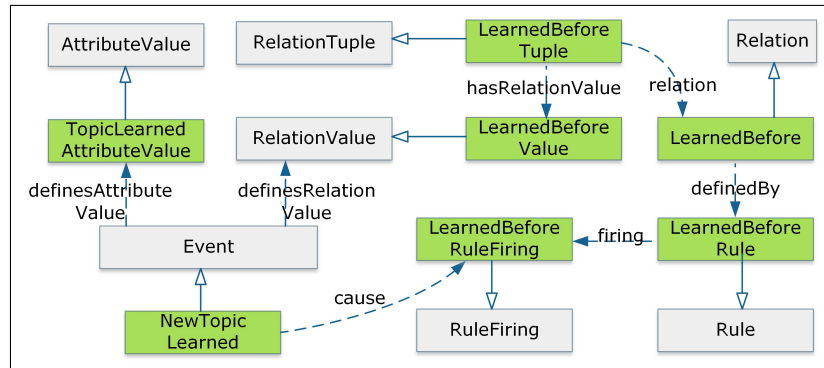 AttributeValue
RelationTuple
LearnedBefore
Tuple
Relation
hasRelationValue
relation
TopicLearned
AttributeValue
RelationValue
LearnedBefore
Value
LearnedBefore
definesAttribute
Value
definesRelation
Value
definedBy
Event
LearnedBefore
RuleFiring
firing
LearnedBefore
Rule
cause
NewTopic
Learned
RuleFiring
Rule